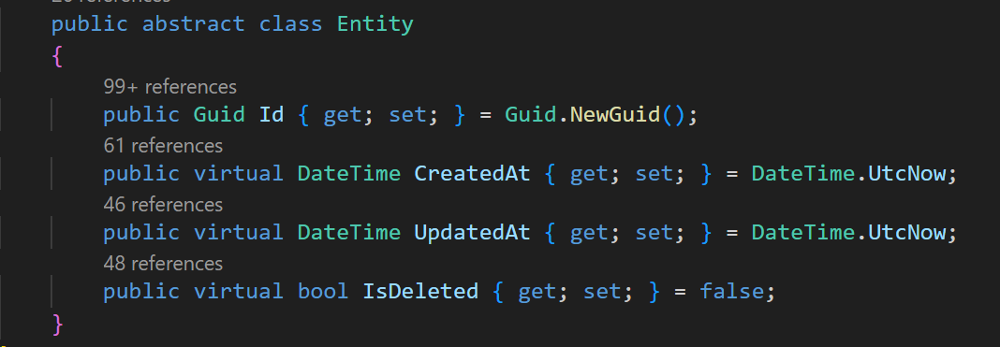 public abstract class Entity
{
99+ references
public Guid Id { get; set; } = Guid.NewGuid();
61 references
public virtual DateTime CreatedAt { get; set; } = DateTime.UtcNow;
46 references
public virtual DateTime UpdatedAt { get; set; } = DateTime.UtcNow;
48 references
public virtual bool IsDeleted { get; set; } = false;
}